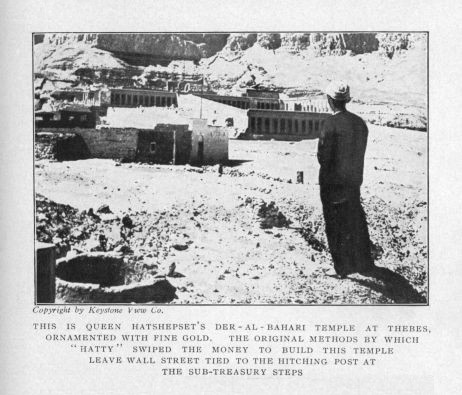 Copyright by Keystone View Co.
THIS IS QUEEN HATSHEPSET'S DER-AL-BAHARI TEMPLE AT THEBES,
ORNAMENTED WITH FINE GOLD. THE ORIGINAL METHODS BY WHICH
"HATTY" SWIPED THE MONEY TO BUILD THIS TEMPLE
LEAVE WALL STREET TIED TO THE HITCHING POST AT
THE SUB-TREASURY STEPS